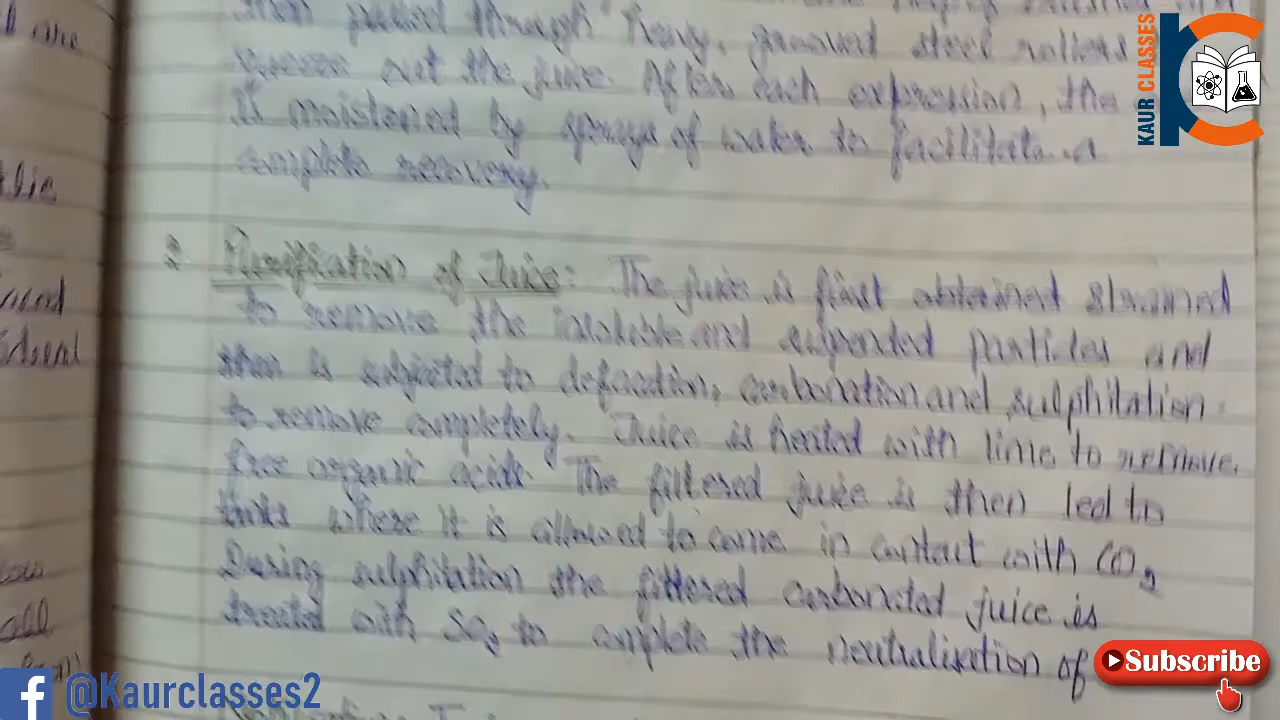 then passed through heavy, grooved steel rollers
squeeze out the juice. After each expression, the
is moistened by sprays of water to facilitate a
complete recovery.
2. Purification of Juice: The juice is first obtained strained
to remove the insoluble and suspended particles and
then is subjected to defaction, carbonation and sulphitation.
to remove completely. Juice is heated with lime to remove
free organic acids. The filtered juice is then led to
tanks where it is allowed to come in contact with CO2
During sulphitation the filtered carbonated juice is
treated with SO2 to complete the neutralisation of
KAUR CLASSES
Subscribe
f @Kaurclasses2